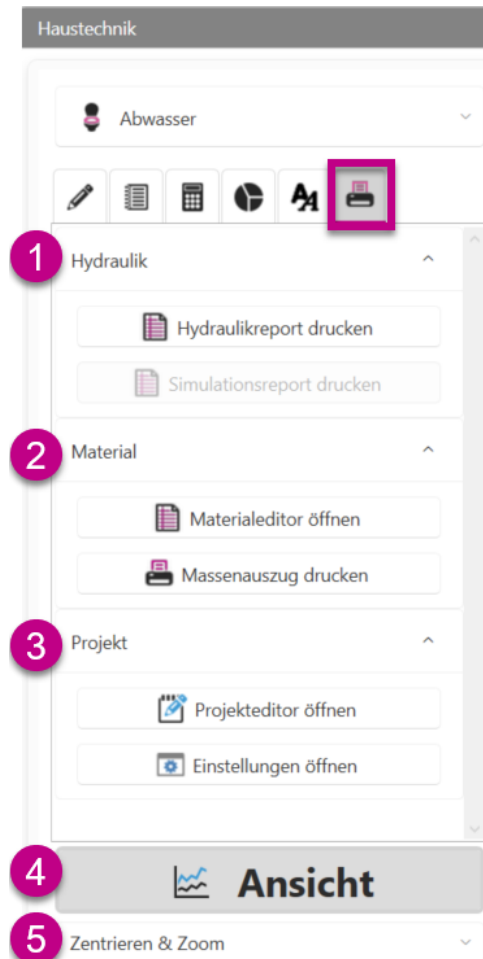 Haustechnik
Abwasser
1 Hydraulik
Hydraulikreport drucken
Simulationsreport drucken
2 Material
Materialeditor öffnen
Massenauszug drucken
3 Projekt
Projekteditor öffnen
Einstellungen öffnen
4 Ansicht
5 Zentrieren & Zoom